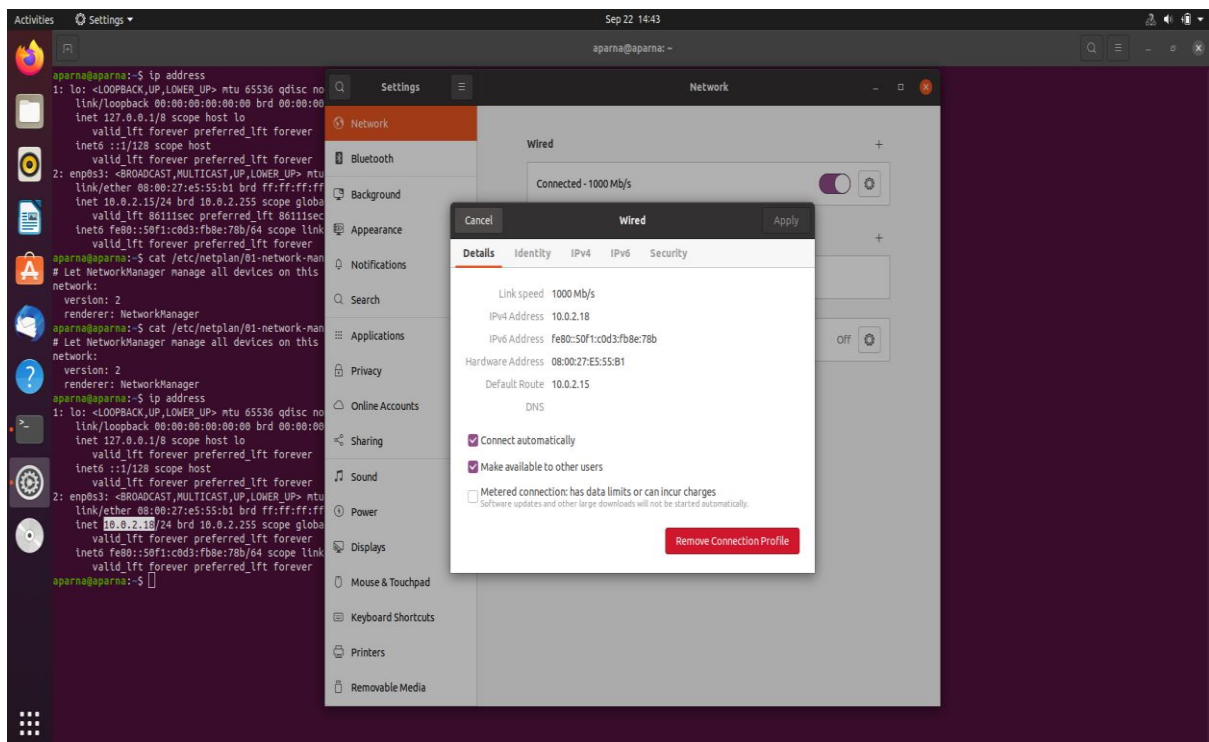 Activities Settings Sep 22 14:43
aparna@aparna: ~
aparna@aparna:~$ ip address
1: lo: <LOOPBACK,UP,LOWER_UP> mtu 65536 qdisc no
link/loopback 00:00:00:00:00:00 brd 00:00:00
inet 127.0.0.1/8 scope host lo
valid_lft forever preferred_lft forever
inet6 ::1/128 scope host
valid_lft forever preferred_lft forever
2: enp0s3: <BROADCAST,MULTICAST,UP,LOWER_UP> mtu
link/ether 08:00:27:e5:55:b1 brd ff:ff:ff:ff
inet 10.0.2.15/24 brd 10.0.2.255 scope globa
valid_lft 86111sec preferred_lft 86111sec
inet6 fe80::50f1:c0d3:fb8e:78b/64 scope link
valid_lft forever preferred_lft forever
aparna@aparna:~$ cat /etc/netplan/01-network-man
# Let NetworkManager manage all devices on this
network:
version: 2
renderer: NetworkManager
aparna@aparna:~$ cat /etc/netplan/01-network-man
# Let NetworkManager manage all devices on this
network:
version: 2
renderer: NetworkManager
aparna@aparna:~$ ip address
1: lo: <LOOPBACK,UP,LOWER_UP> mtu 65536 qdisc no
link/loopback 00:00:00:00:00:00 brd 00:00:00
inet 127.0.0.1/8 scope host lo
valid_lft forever preferred_lft forever
inet6 ::1/128 scope host
valid_lft forever preferred_lft forever
2: enp0s3: <BROADCAST,MULTICAST,UP,LOWER_UP> mtu
link/ether 08:00:27:e5:55:b1 brd ff:ff:ff:ff
inet 10.0.2.18/24 brd 10.0.2.255 scope globa
valid_lft forever preferred_lft forever
inet6 fe80::50f1:c0d3:fb8e:78b/64 scope link
valid_lft forever preferred_lft forever
aparna@aparna:~$
Settings
Network
Bluetooth
Background
Appearance
Notifications
Search
Applications
Privacy
Online Accounts
Sharing
Sound
Power
Displays
Mouse & Touchpad
Keyboard Shortcuts
Printers
Removable Media
Network
Wired
Connected - 1000 Mb/s
Off
Cancel Wired Apply
Details Identity IPv4 IPv6 Security
Link speed 1000 Mb/s
IPv4 Address 10.0.2.18
IPv6 Address fe80::50f1:c0d3:fb8e:78b
Hardware Address 08:00:27:E5:55:B1
Default Route 10.0.2.15
DNS
Connect automatically
Make available to other users
Metered connection: has data limits or can incur charges
Software updates and other large downloads will not be started automatically.
Remove Connection Profile